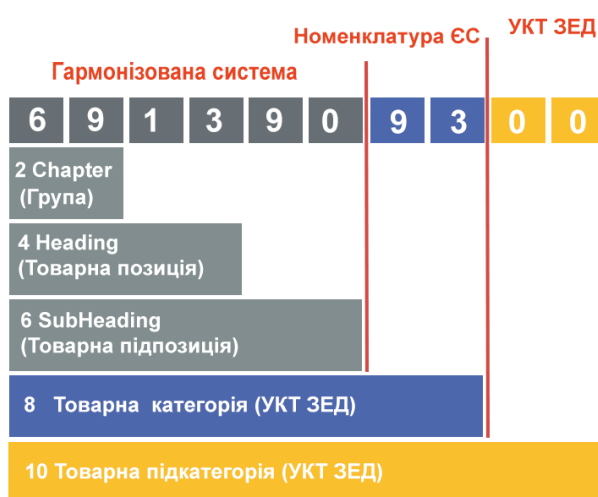 УКТ ЗЕД
Номенклатура ЄС
Гармонізована система
6 9 1 3 9 0 9 3 0 0
2 Chapter
(Група)
4 Heading
(Товарна позиція)
6 SubHeading
(Товарна підпозиція)
8 Товарна категорія (УКТ ЗЕД)
10 Товарна підкатегорія (УКТ ЗЕД)